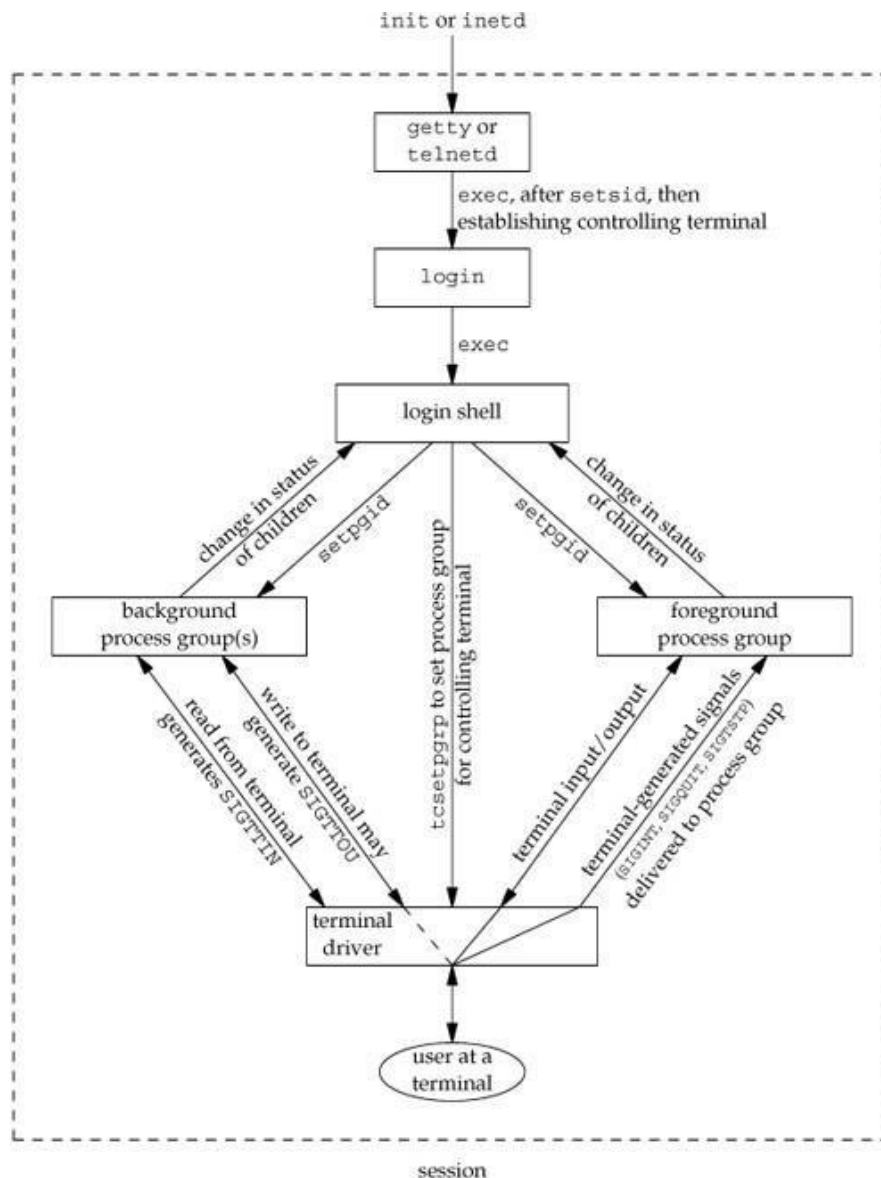 init or inetd
getty or
telnetd
exec, after setsid, then
establishing controlling terminal
login
exec
login shell
change in status
of children
setpgid
tcsetpgrp to set process group
for controlling terminal
setpgid
change in status
of children
background
process group(s)
foreground
process group
read from terminal
generates SIGTTIN
write to terminal may
generate SIGTTOU
terminal input/output
terminal-generated signals
(SIGINT, SIGQUIT, SIGTSTP)
delivered to process group
terminal
driver
user at a
terminal
session